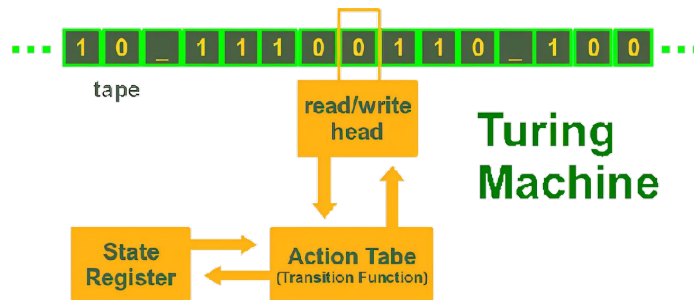 1 0 _ 1 1 1 0 0 1 1 0 _ 1 0 0
tape
read/write
head
Turing
Machine
State
Register
Action Tabe
(Transition Function)